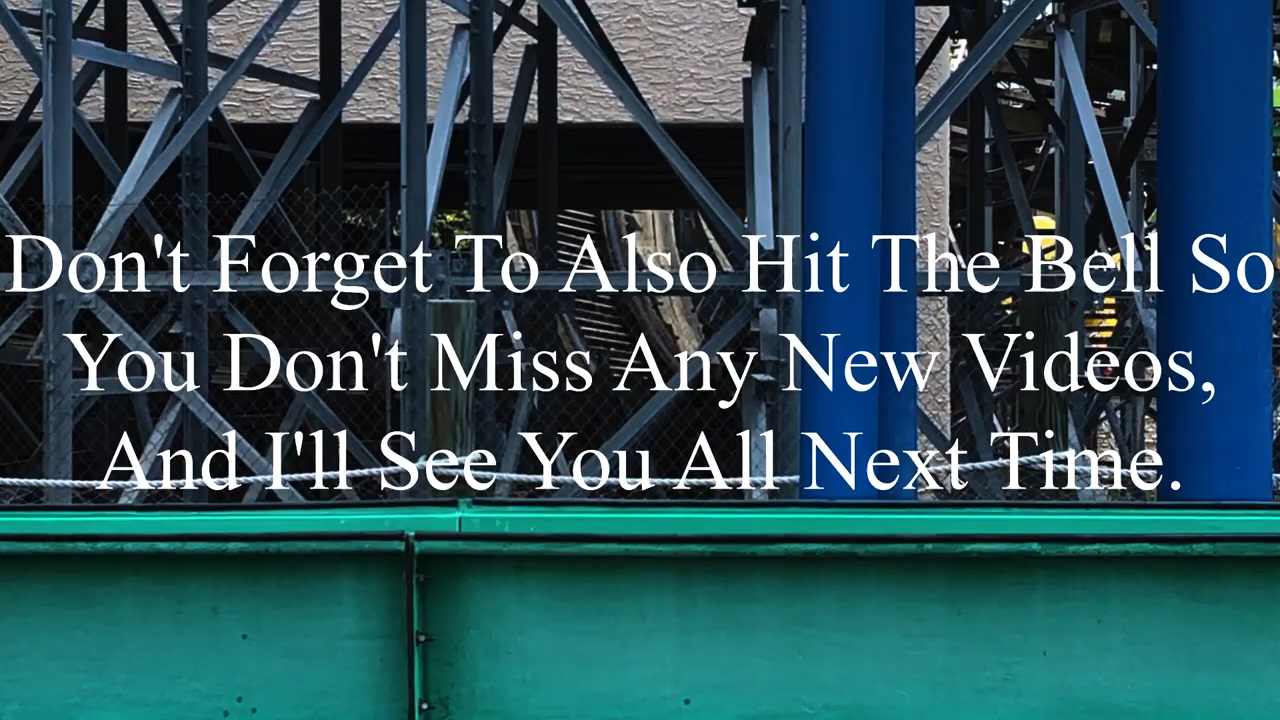 Don't Forget To Also Hit The Bell So
You Don't Miss Any New Videos,
And I'll See You All Next Time.